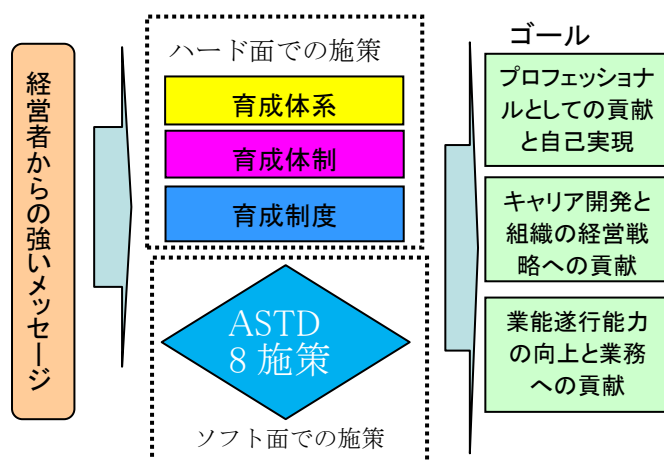 経営者からの強いメッセージ
ハード面での施策
育成体系
育成体制
育成制度
ASTD
8 施策
ソフト面での施策
ゴール
プロフェッショナ
ルとしての貢献
と自己実現
キャリア開発と
組織の経営戦
略への貢献
業能遂行能力
の向上と業務
への貢献